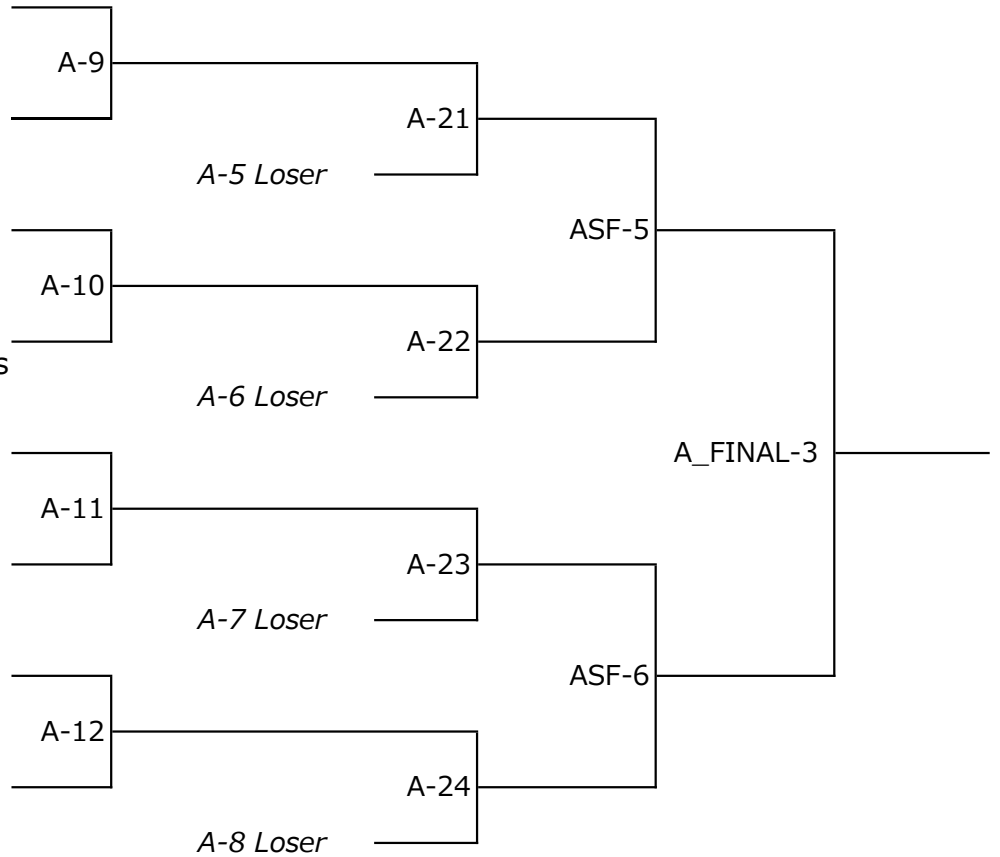 A-9
A-21
A-5 Loser
ASF-5
A-10
A-22
s
A-6 Loser
A_FINAL-3
A-11
A-23
A-7 Loser
ASF-6
A-12
A-24
A-8 Loser